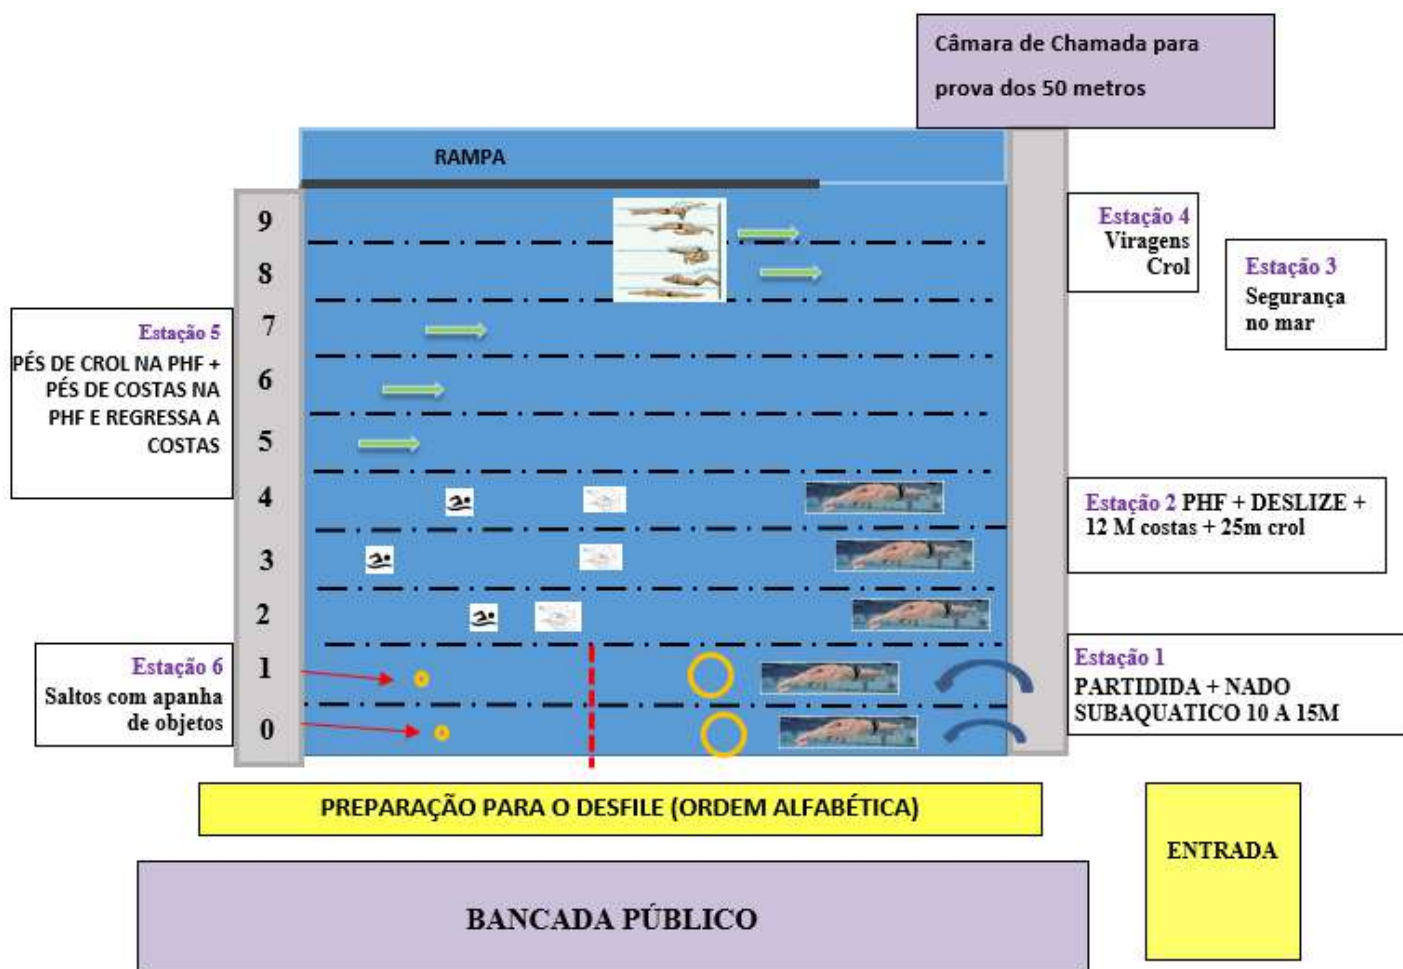 Câmara de Chamada para
prova dos 50 metros
RAMPA
9
8
7
6
5
4
3
2
1
0
Estação 4
Viragens
Crol
Estação 3
Segurança
no mar
Estação 5
PÉS DE CROL NA PHF +
PÉS DE COSTAS NA
PHF E REGRESSA A
COSTAS
Estação 2 PHF + DESLIZE +
12 M costas + 25m crol
Estação 6
Saltos com apanha
de objetos
Estação 1
PARTIDIDA + NADO
SUBAQUATICO 10 A 15M
PREPARAÇÃO PARA O DESFILE (ORDEM ALFABÉTICA)
ENTRADA
BANCADA PÚBLICO